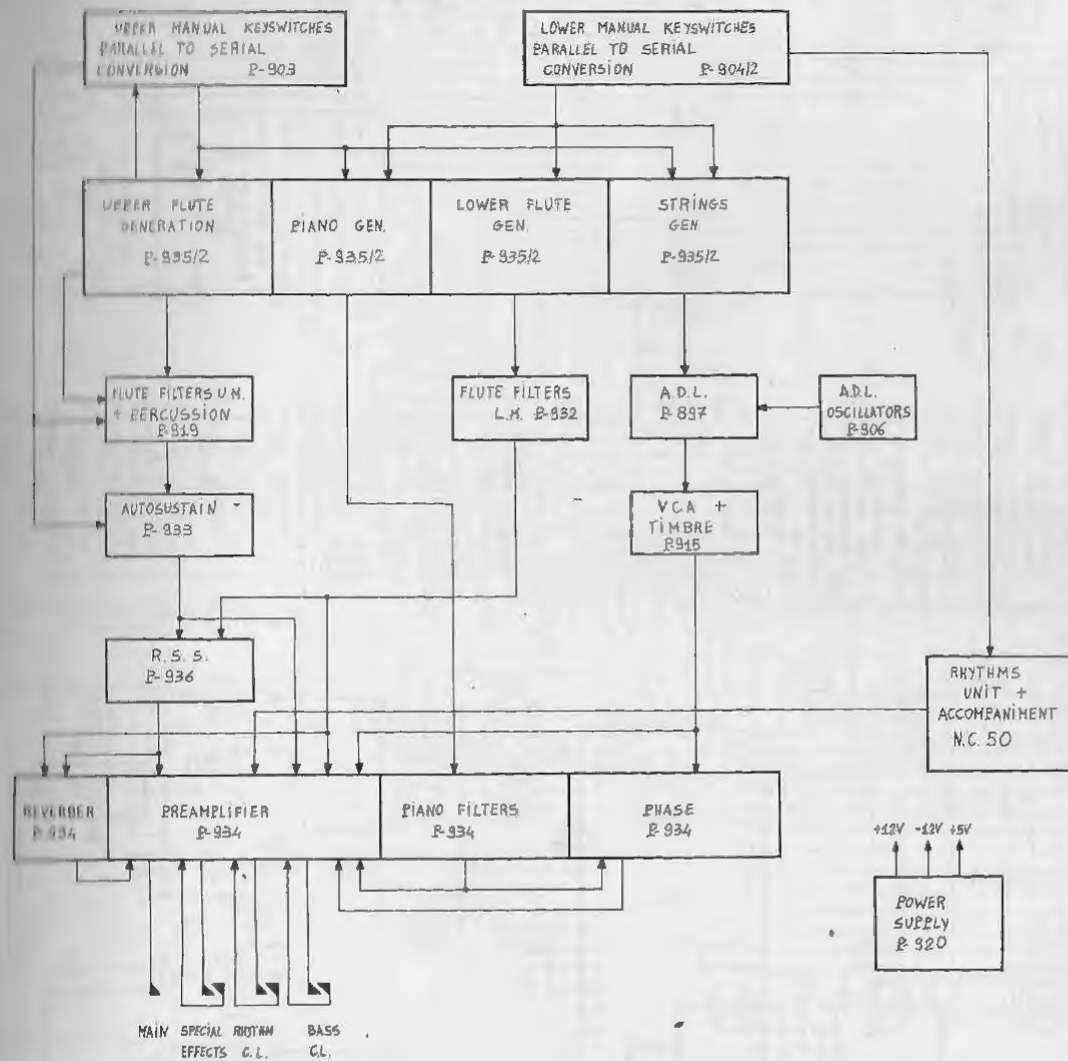 UPPER MANUAL KEYSWITCHES
PARALLEL TO SERIAL
CONVERSION P-903
LOWER MANUAL KEYSWITCHES
PARALLEL TO SERIAL
CONVERSION P-904/2
UPPER FLUTE
GENERATION
P-935/2
PIANO GEN.
P-935/2
LOWER FLUTE
GEN.
P-935/2
STRINGS
GEN
P-935/2
FLUTE FILTERS U M.
+ PERCUSSION
P-919
FLUTE FILTERS
L.M. P-932
A.D.L.
P-897
A.D.L.
OSCILLATORS
P-906
AUTOSUSTAIN
P-933
VCA +
TIMBRE
P-915
R. S. S.
P-936
RHYTHMS
UNIT +
ACCOMPANIMENT
N.C. 50
REVERBER
P-934
PREAMPLIFIER
P-934
PIANO FILTERS
P-934
PHASE
P-934
+12V -12V +5V
POWER
SUPPLY
P-920
MAIN SPECIAL RHYTHM BASS
EFFECTS C.L. C.L.